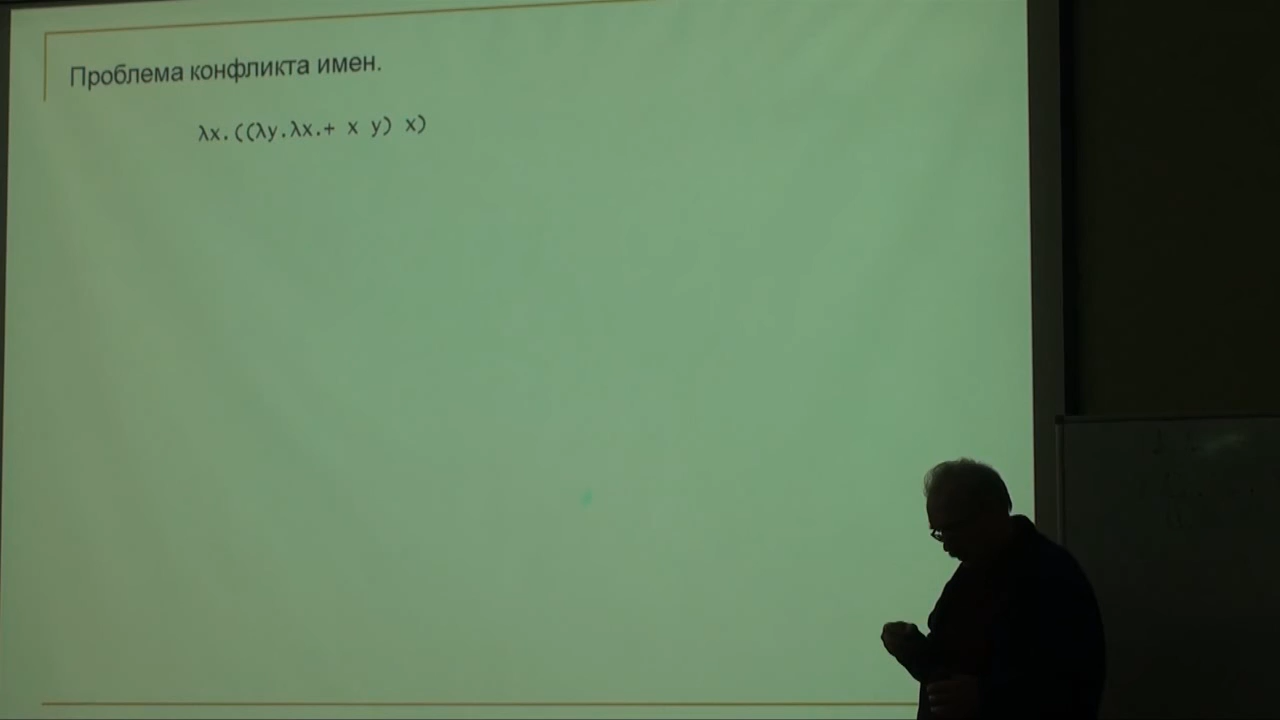 Проблема конфликта имен.
λx.((λy.λx.+ x y) x)